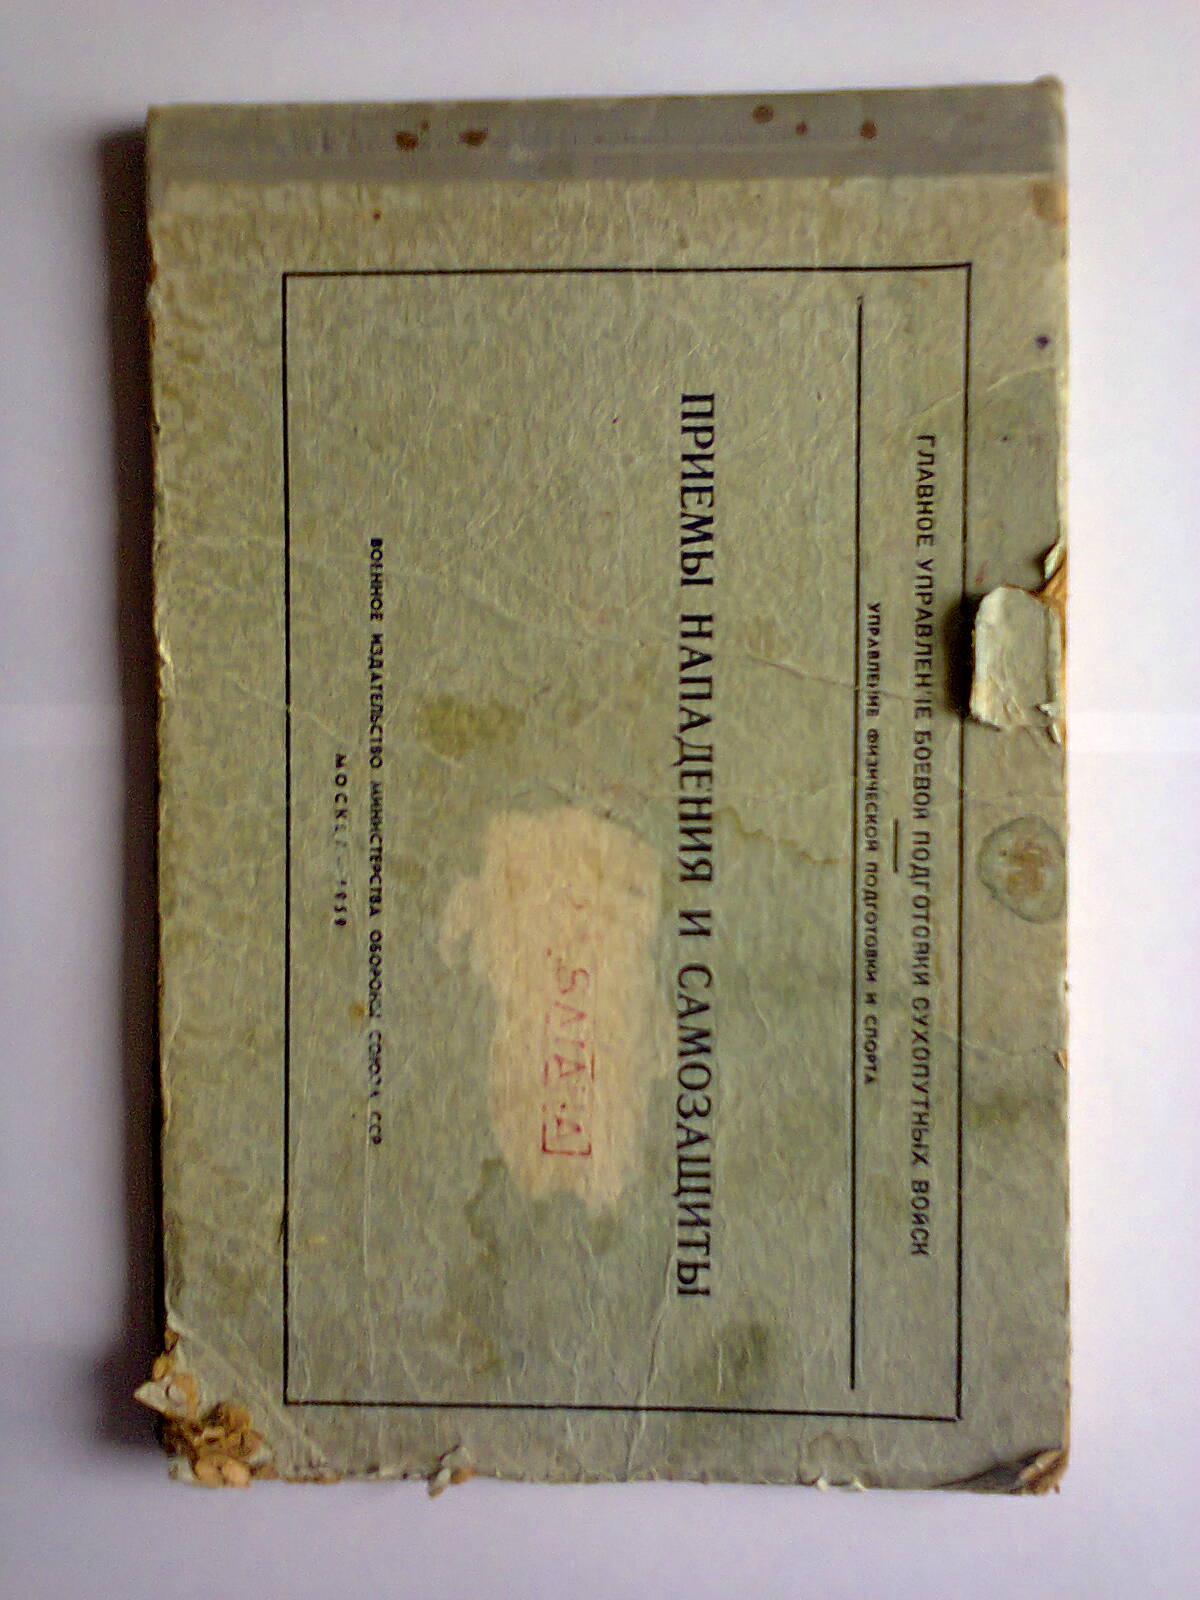 ГЛАВНОЕ УПРАВЛЕНИЕ БОЕВОЙ ПОДГОТОВКИ СУХОПУТНЫХ ВОЙСК
УПРАВЛЕНИЕ ФИЗИЧЕСКОЙ ПОДГОТОВКИ И СПОРТА
ПРИЕМЫ НАПАДЕНИЯ И САМОЗАЩИТЫ
ВОЕННОЕ ИЗДАТЕЛЬСТВО МИНИСТЕРСТВА ОБОРОНЫ СОЮЗА ССР
МОСКВА—1959